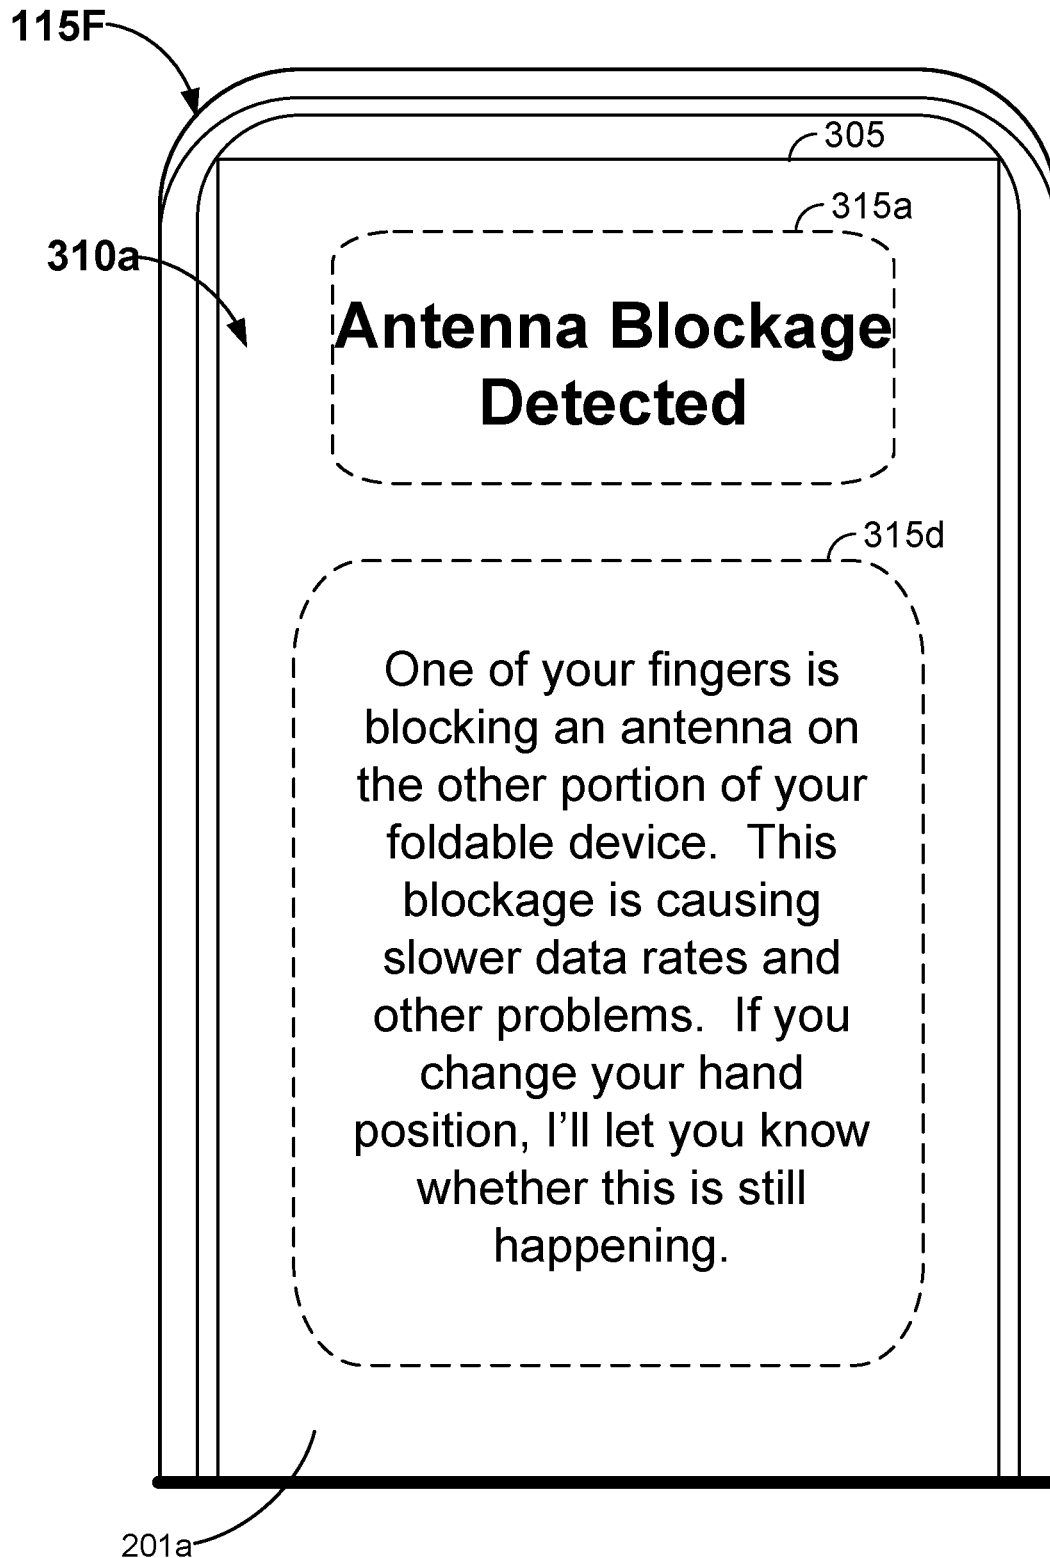 115F
305
315a
310a
Antenna Blockage
Detected
315d
One of your fingers is
blocking an antenna on
the other portion of your
foldable device.  This
blockage is causing
slower data rates and
other problems.  If you
change your hand
position, I’ll let you know
whether this is still
happening.
201a